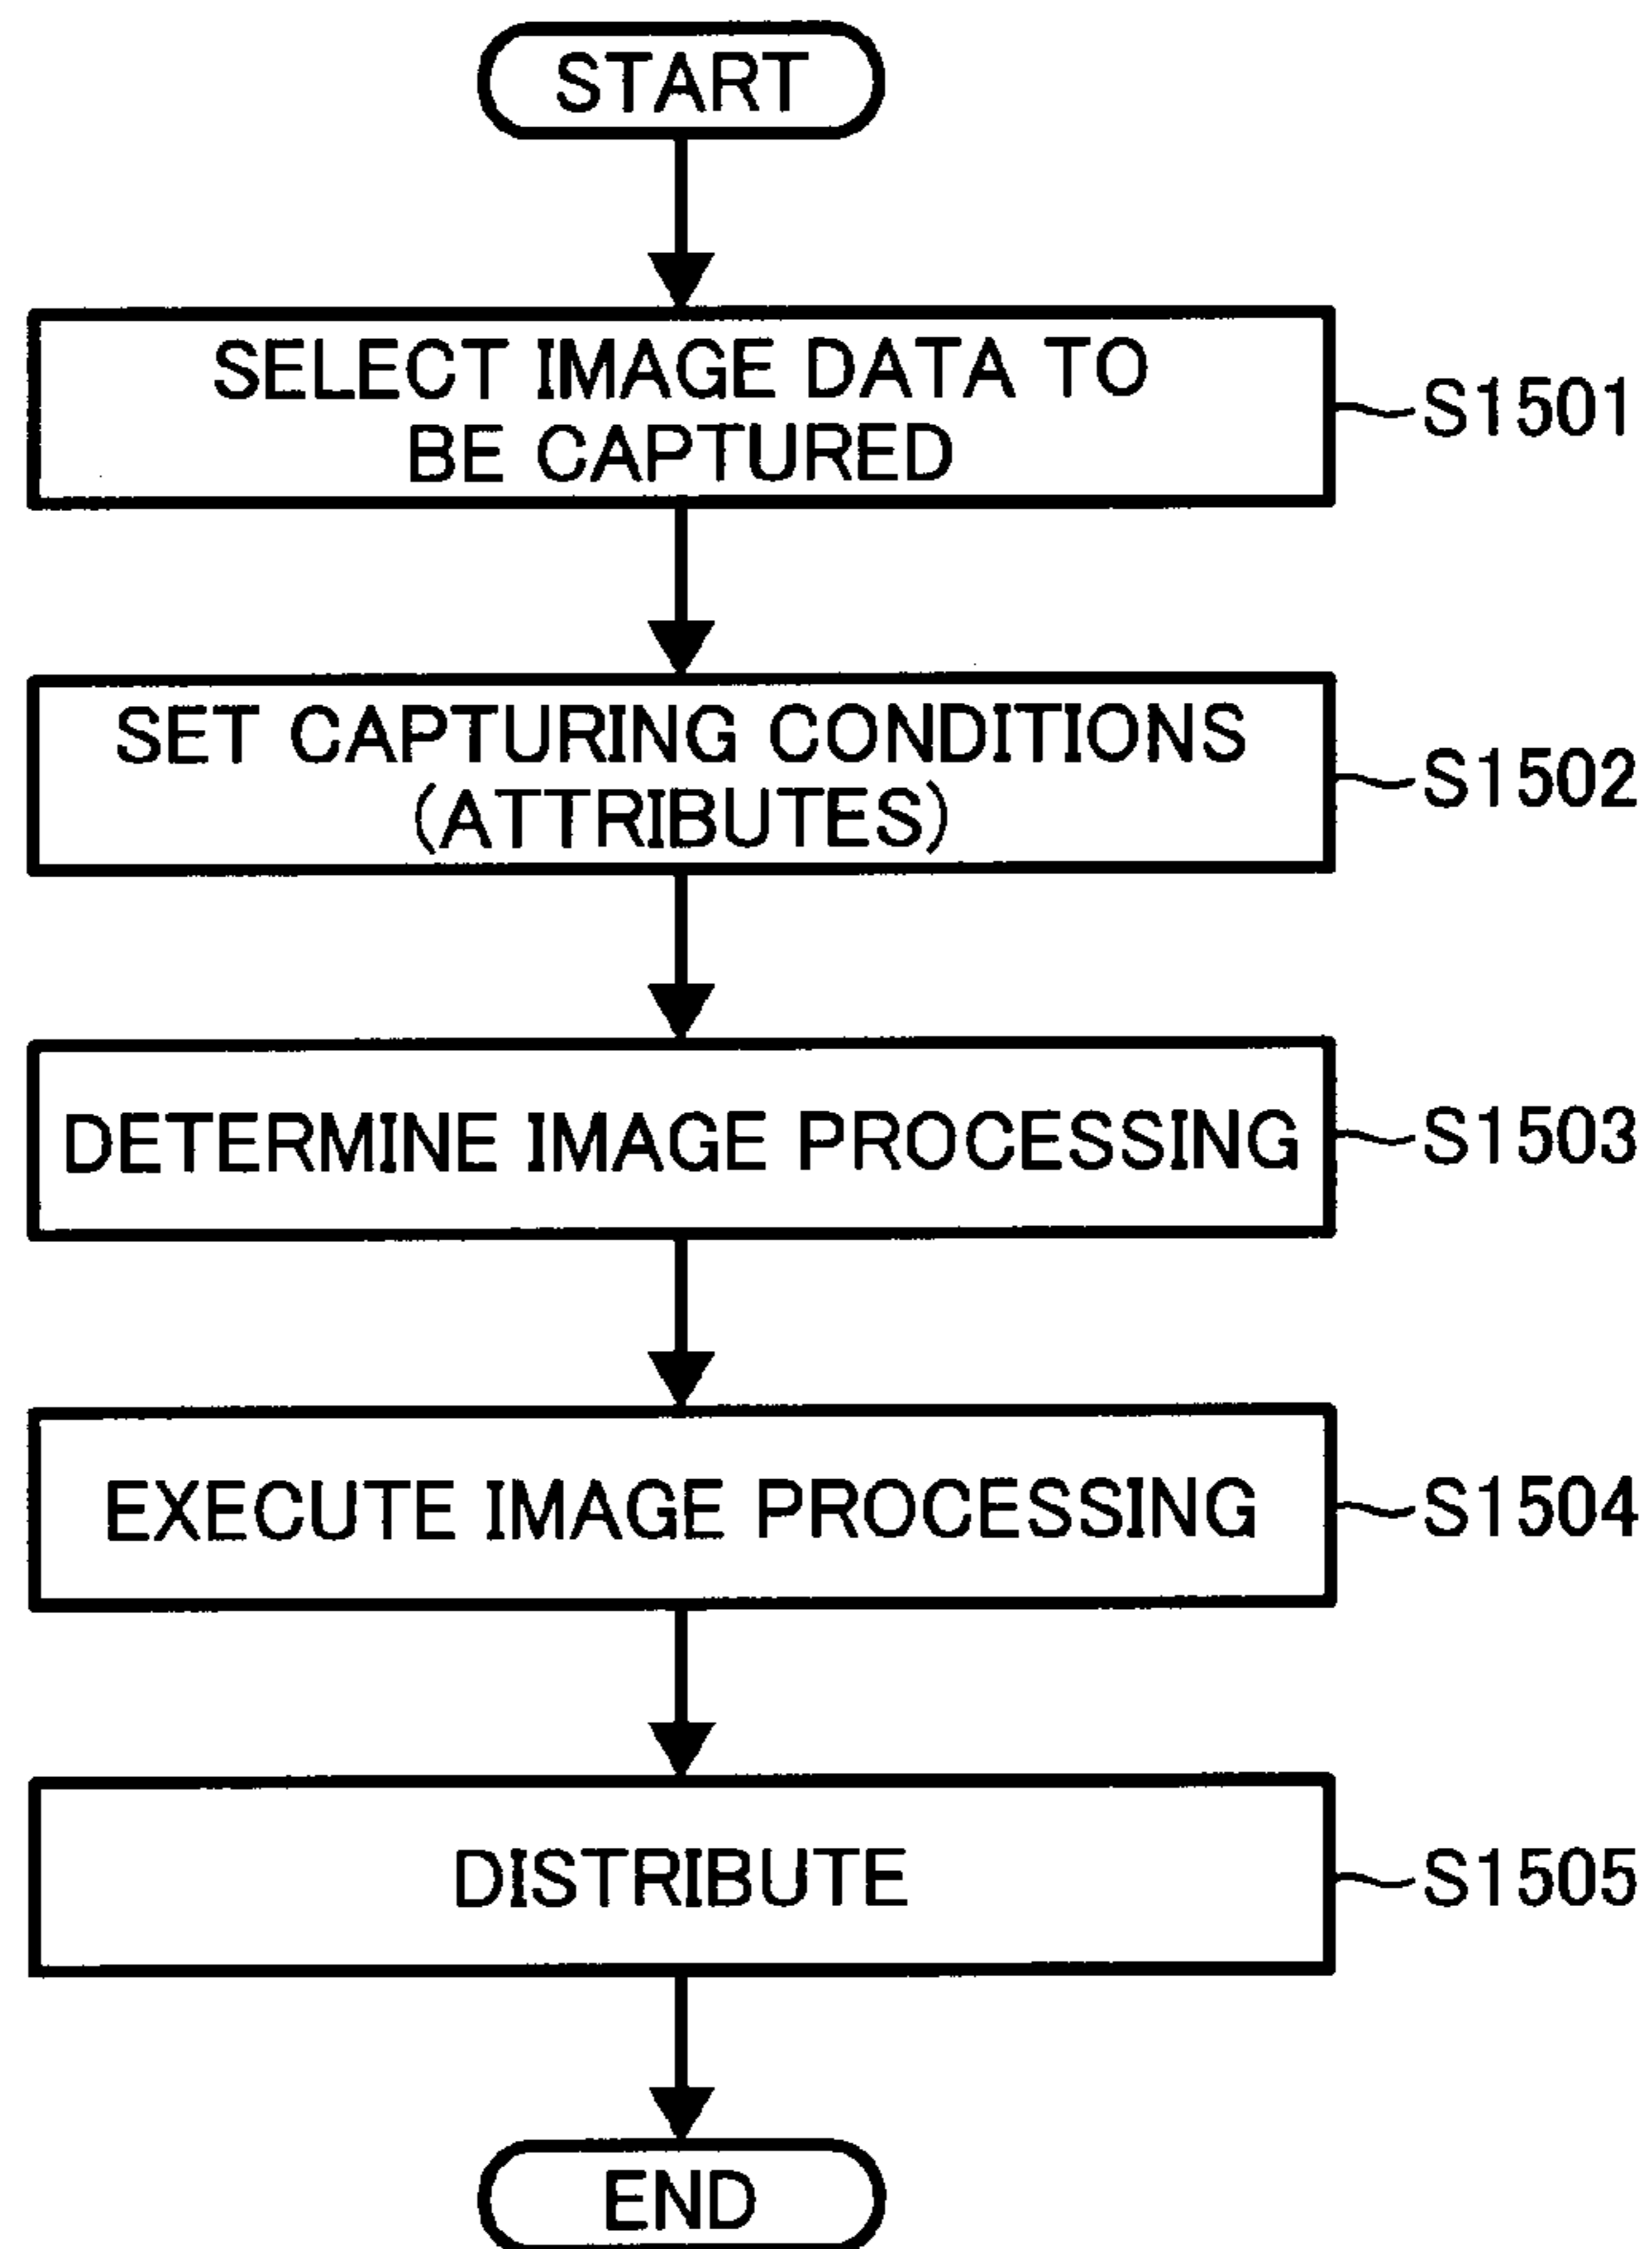 START
SELECT IMAGE DATA TO
BE CAPTURED
S1501
SET CAPTURING CONDITIONS
(ATTRIBUTES)
S1502
DETERMINE IMAGE PROCESSING
S1503
EXECUTE IMAGE PROCESSING
S1504
DISTRIBUTE
S1505
END